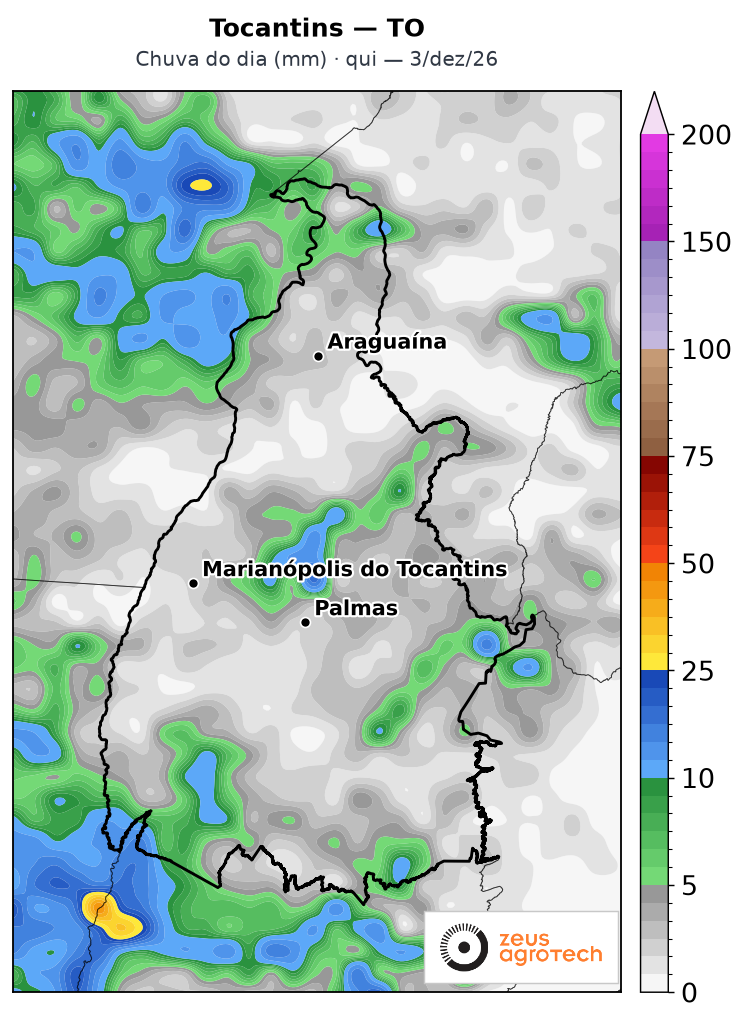 Tocantins — TO
Chuva do dia (mm) · qui — 3/dez/26
200
150
100
75
50
25
10
5
0
Araguaína
Marianópolis do Tocantins
Palmas
zeus
agrotech